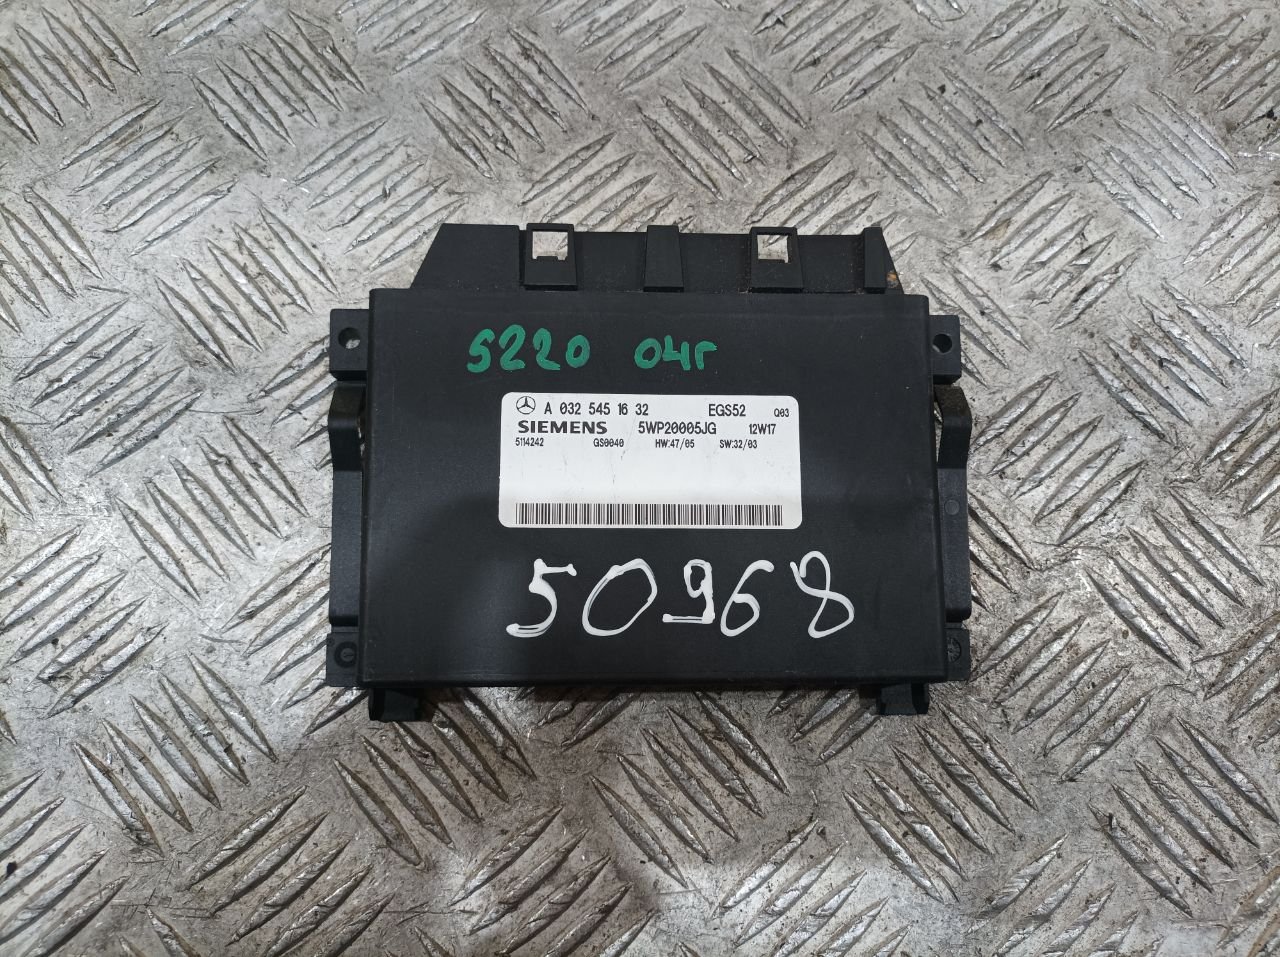 S220 04г
A 032 545 16 32 EGS52 Q03
SIEMENS 5WP20005JG 12W17
5114242 GS0040 HW:47/05 SW:32/03
50968